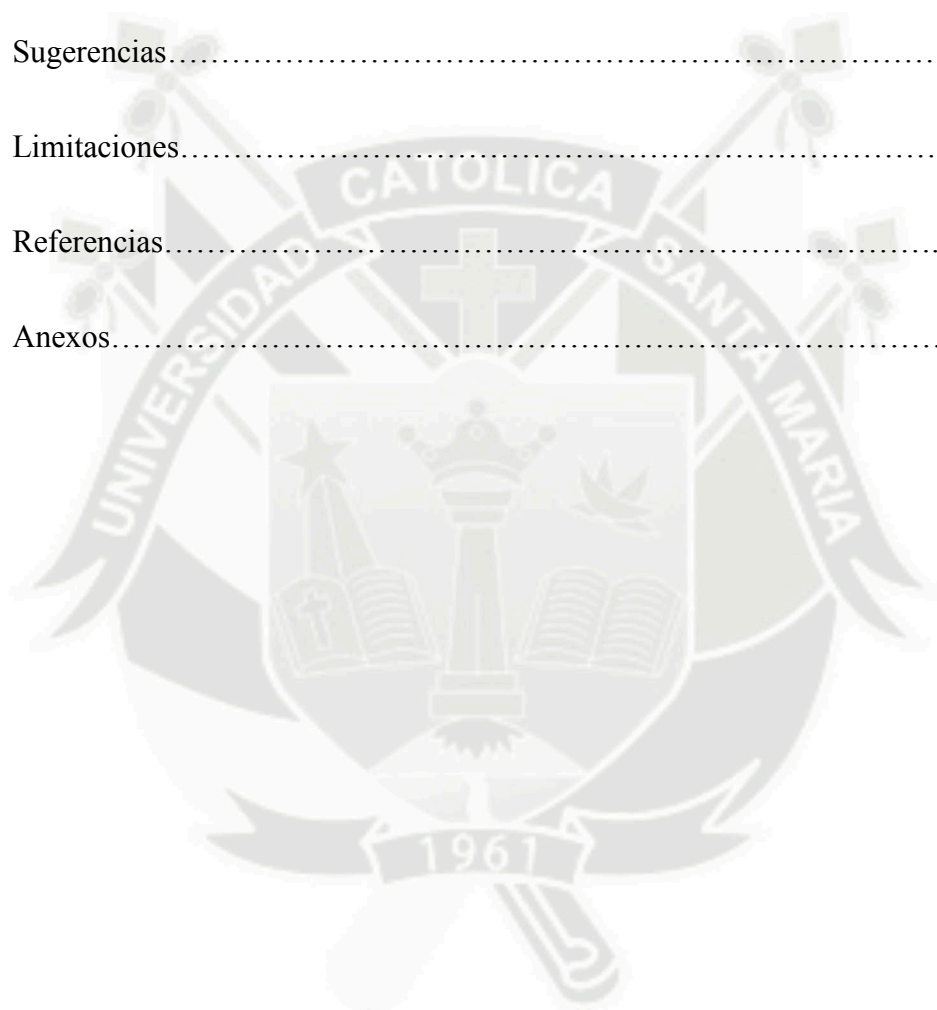 Sugerencias……………………………………………………………………
Limitaciones……………………………………………………………………
Referencias……………………………………………………………………
Anexos…………………………………………………………………………
UNIVERSIDAD CATOLICA SANTA MARIA
1961